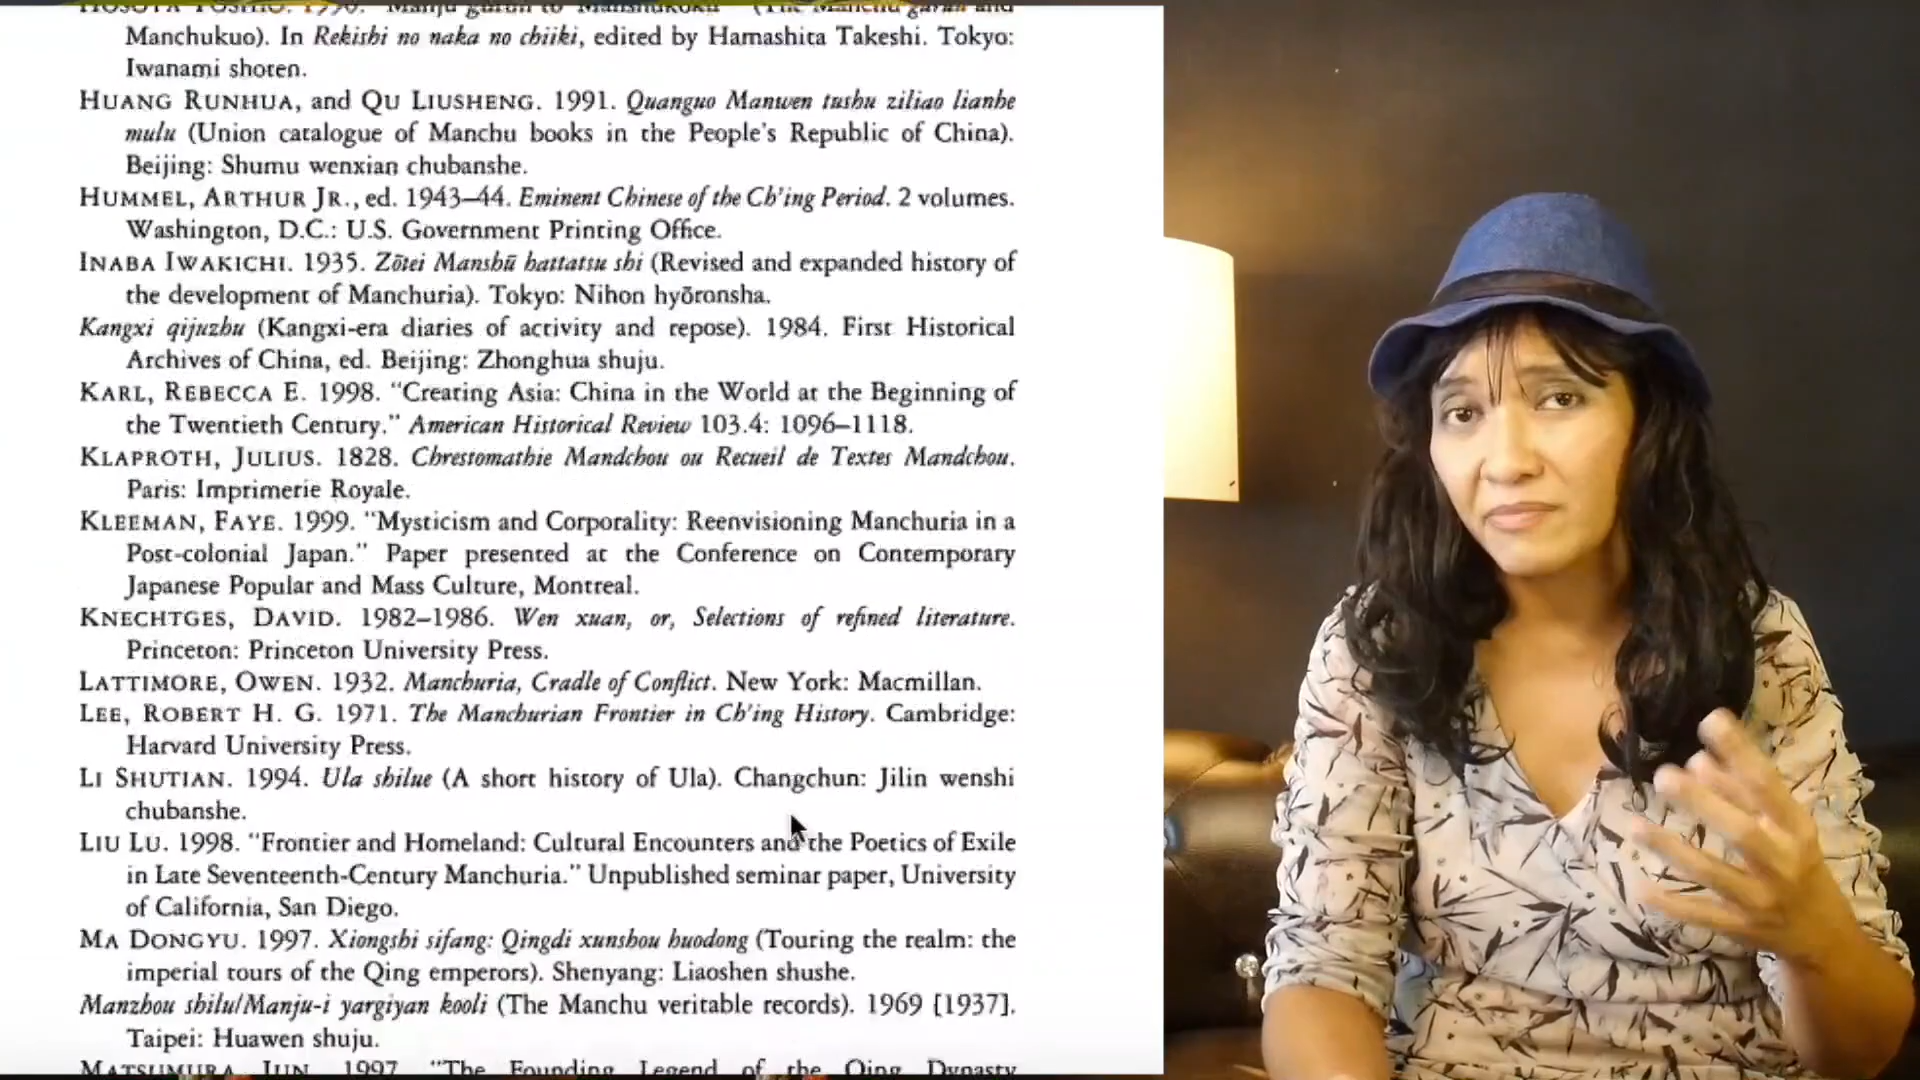 Manchukuo). In Rekishi no naka no chiiki, edited by Hamashita Takeshi. Tokyo:
Iwanami shoten.
HUANG RUNHUA, and QU LIUSHENG. 1991. Quanguo Manwen tushu ziliao lianhe
mulu (Union catalogue of Manchu books in the People's Republic of China).
Beijing: Shumu wenxian chubanshe.
HUMMEL, ARTHUR JR., ed. 1943–44. Eminent Chinese of the Ch'ing Period. 2 volumes.
Washington, D.C.: U.S. Government Printing Office.
INABA IWAKICHI. 1935. Zōtei Manshū hattatsu shi (Revised and expanded history of
the development of Manchuria). Tokyo: Nihon hyōronsha.
Kangxi qijuzhu (Kangxi-era diaries of activity and repose). 1984. First Historical
Archives of China, ed. Beijing: Zhonghua shuju.
KARL, REBECCA E. 1998. "Creating Asia: China in the World at the Beginning of
the Twentieth Century." American Historical Review 103.4: 1096–1118.
KLAPROTH, JULIUS. 1828. Chrestomathie Mandchou ou Recueil de Textes Mandchou.
Paris: Imprimerie Royale.
KLEEMAN, FAYE. 1999. "Mysticism and Corporality: Reenvisioning Manchuria in a
Post-colonial Japan." Paper presented at the Conference on Contemporary
Japanese Popular and Mass Culture, Montreal.
KNECHTGES, DAVID. 1982–1986. Wen xuan, or, Selections of refined literature.
Princeton: Princeton University Press.
LATTIMORE, OWEN. 1932. Manchuria, Cradle of Conflict. New York: Macmillan.
LEE, ROBERT H. G. 1971. The Manchurian Frontier in Ch'ing History. Cambridge:
Harvard University Press.
LI SHUTIAN. 1994. Ula shilue (A short history of Ula). Changchun: Jilin wenshi
chubanshe.
LIU LU. 1998. "Frontier and Homeland: Cultural Encounters and the Poetics of Exile
in Late Seventeenth-Century Manchuria." Unpublished seminar paper, University
of California, San Diego.
MA DONGYU. 1997. Xiongshi sifang: Qingdi xunshou huodong (Touring the realm: the
imperial tours of the Qing emperors). Shenyang: Liaoshen shushe.
Manzhou shilu/Manju-i yargiyan kooli (The Manchu veritable records). 1969 [1937].
Taipei: Huawen shuju.
MATSUMURA JUN. 1997. "The Founding Legend of the Qing Dynasty